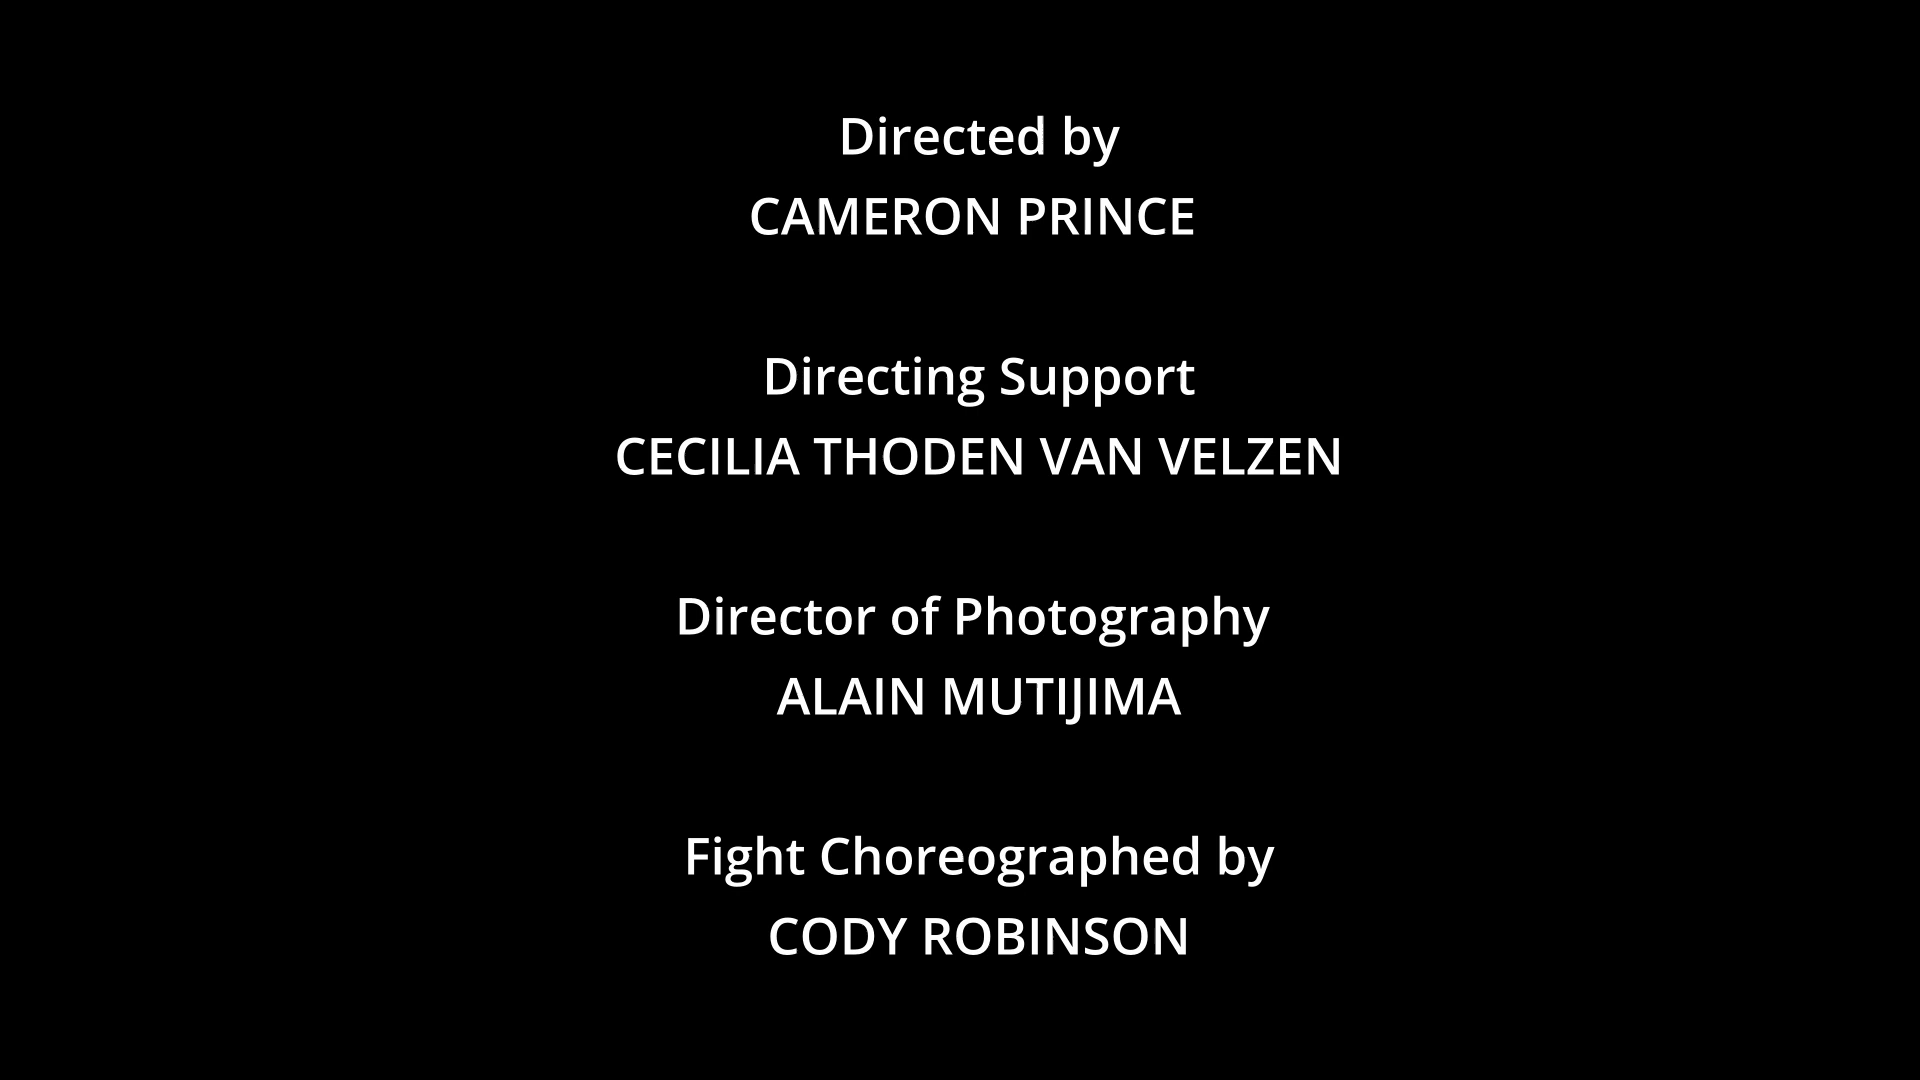 Directed by
CAMERON PRINCE
Directing Support
CECILIA THODEN VAN VELZEN
Director of Photography
ALAIN MUTIJIMA
Fight Choreographed by
CODY ROBINSON